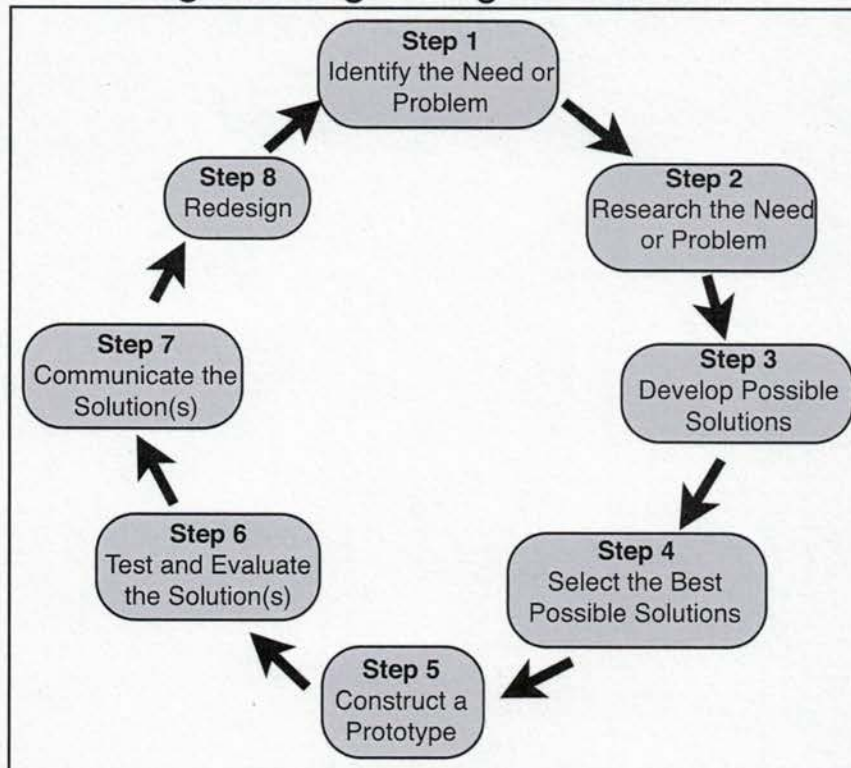 Step 1
Identify the Need or
Problem
Step 2
Research the Need
or Problem
Step 3
Develop Possible
Solutions
Step 4
Select the Best
Possible Solutions
Step 5
Construct a
Prototype
Step 6
Test and Evaluate
the Solution(s)
Step 7
Communicate the
Solution(s)
Step 8
Redesign